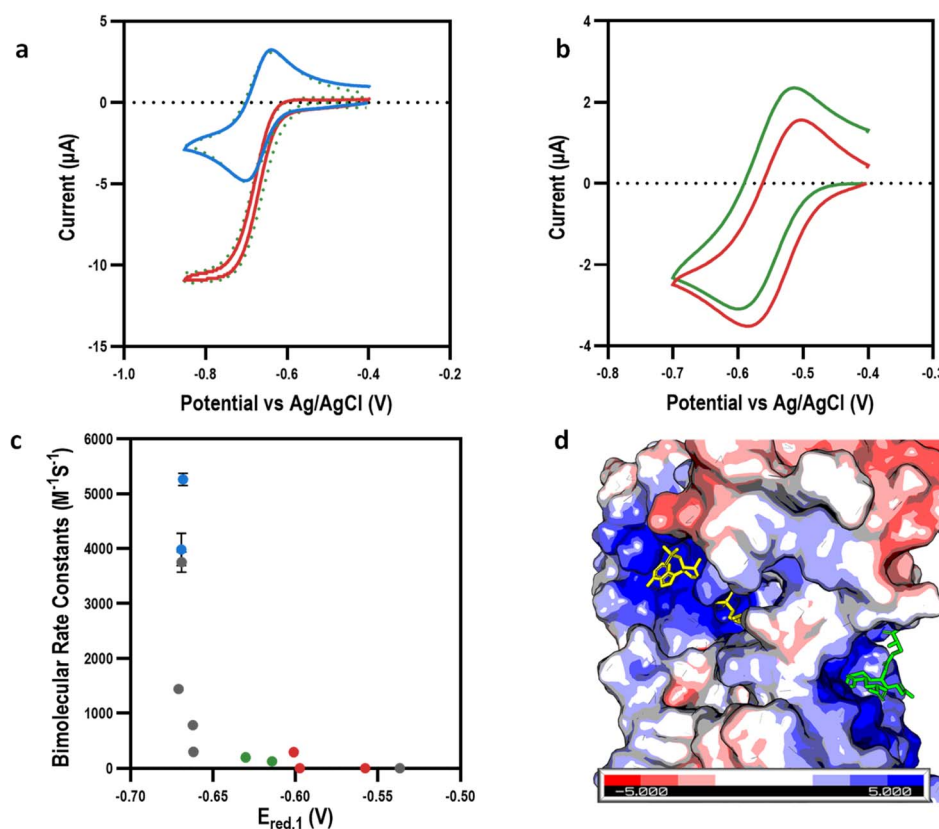 a
5
0
-5
-10
-15
Current (µA)
-1.0 -0.8 -0.6 -0.4 -0.2
Potential vs Ag/AgCl (V)
b
4
2
0
-2
-4
Current (µA)
-0.8 -0.7 -0.6 -0.5 -0.4 -0.3
Potential vs Ag/AgCl (V)
c
6000
5000
4000
3000
2000
1000
0
Bimolecular Rate Constants (M⁻¹S⁻¹)
-0.70 -0.65 -0.60 -0.55 -0.50
E_red,1 (V)
d
-5.000 5.000